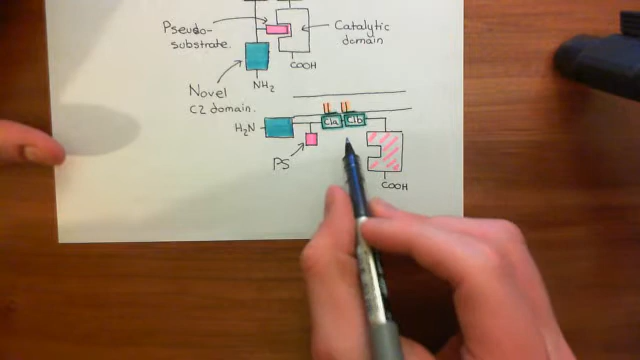 Pseudo-
substrate.
Catalytic
domain
COOH
NH2
Novel
C2 domain.
H2N
C1a
C1b
PS
COOH